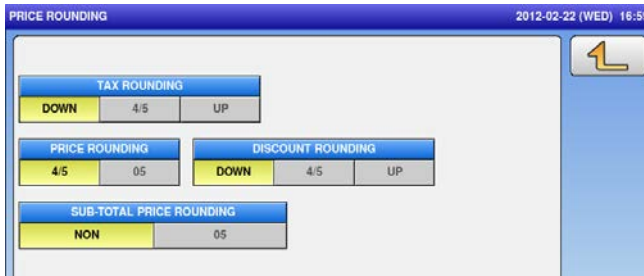 PRICE ROUNDING 2012-02-22 (WED) 16:59
TAX ROUNDING
DOWN 4/5 UP
PRICE ROUNDING DISCOUNT ROUNDING
4/5 05 DOWN 4/5 UP
SUB-TOTAL PRICE ROUNDING
NON 05